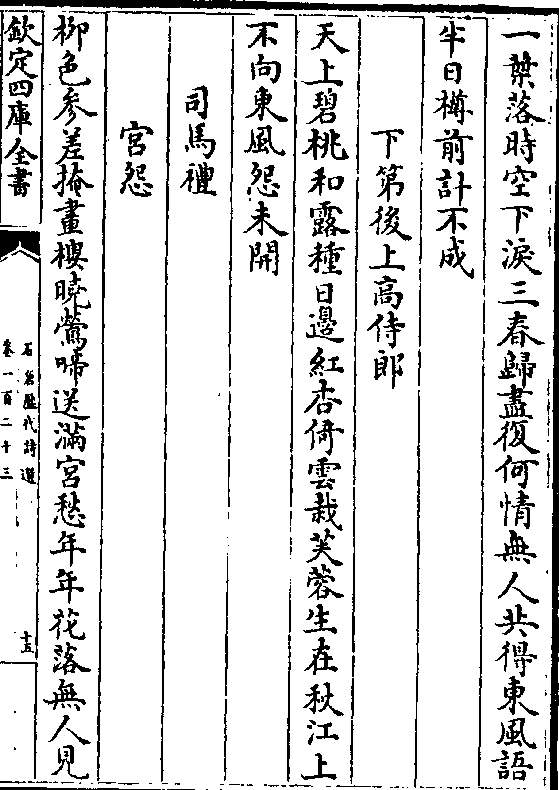 一葉落時空下淚三春歸盡復何情無人共得東風語
半日樽前計不成
下第後上高侍郎
天上碧桃和露種日邊紅杏倚雲栽芙蓉生在秋江上
不向東風怨未開
司馬禮
宮怨
柳色參差掩畫樓曉鶯啼送滿宮愁年年花落無人見
欽定四庫全書
石倉歷代詩選
卷一百二十三
十五